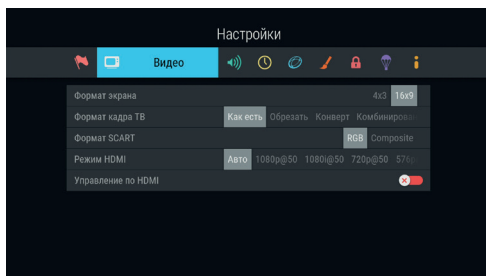 Настройки
Видео
Формат экрана 4x3 16x9
Формат кадра ТВ Как есть Обрезать Конверт
Формат SCART RGB Composite
Режим HDMI Авто 1080p@50 1080i@50 720p@50
Управление по HDMI